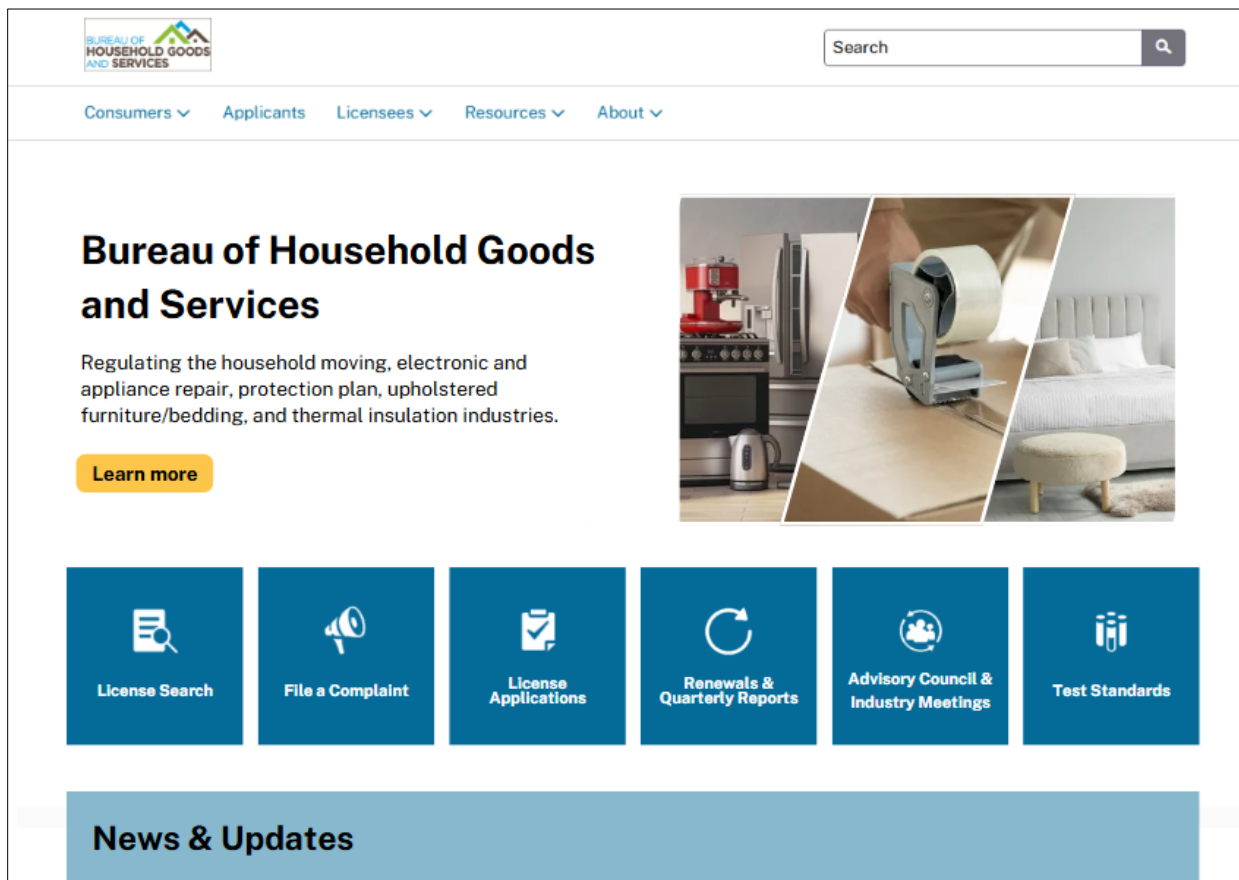 BUREAU OF
HOUSEHOLD GOODS
AND SERVICES
Search
Consumers
Applicants
Licensees
Resources
About
Bureau of Household Goods
and Services
Regulating the household moving, electronic and
appliance repair, protection plan, upholstered
furniture/bedding, and thermal insulation industries.
Learn more
License Search
File a Complaint
License
Applications
Renewals &
Quarterly Reports
Advisory Council &
Industry Meetings
Test Standards
News & Updates